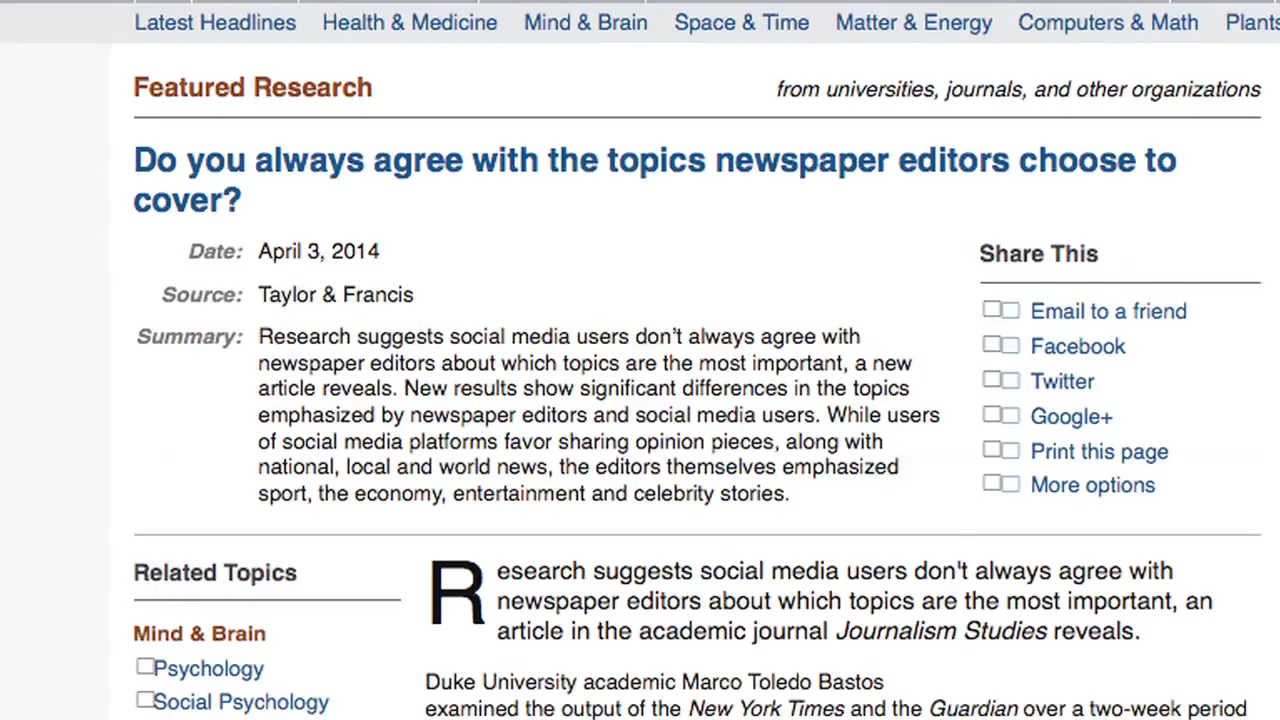 Latest Headlines Health & Medicine Mind & Brain Space & Time Matter & Energy Computers & Math Plants
Featured Research
from universities, journals, and other organizations
Do you always agree with the topics newspaper editors choose to
cover?
Date: April 3, 2014
Source: Taylor & Francis
Summary: Research suggests social media users don't always agree with
newspaper editors about which topics are the most important, a new
article reveals. New results show significant differences in the topics
emphasized by newspaper editors and social media users. While users
of social media platforms favor sharing opinion pieces, along with
national, local and world news, the editors themselves emphasized
sport, the economy, entertainment and celebrity stories.
Share This
Email to a friend
Facebook
Twitter
Google+
Print this page
More options
Related Topics
Mind & Brain
Psychology
Social Psychology
Research suggests social media users don't always agree with
newspaper editors about which topics are the most important, an
article in the academic journal Journalism Studies reveals.
Duke University academic Marco Toledo Bastos
examined the output of the New York Times and the Guardian over a two-week period